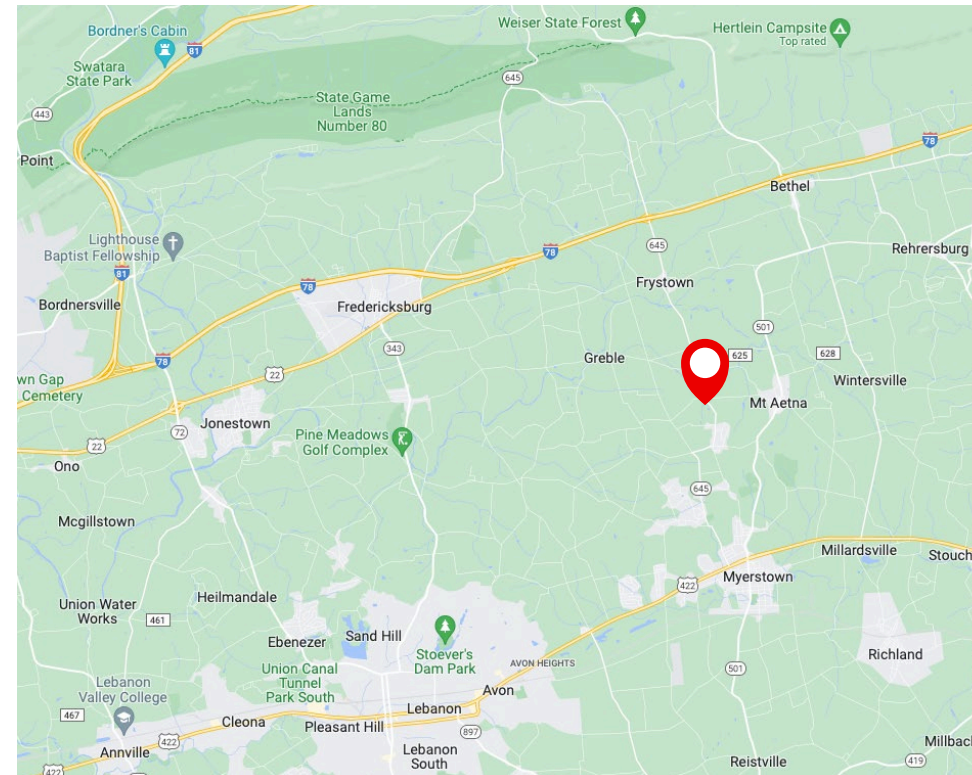 Weiser State Forest
Hertlein Campsite
Top rated
Bordner's Cabin
81
Swatara
State Park
645
State Game
Lands
Number 80
443
78
Point
Bethel
Lighthouse
Baptist Fellowship
645
78
Rehrersburg
81
78
Frystown
Bordnersville
Fredericksburg
501
343
78
Greble
625
628
22
wn Gap
Cemetery
Wintersville
Mt Aetna
Jonestown
72
Pine Meadows
Golf Complex
22
Ono
645
Mcgillstown
Millardsville
Stouch
Myerstown
422
Heilmandale
Union Water
Works
461
Ebenezer
Sand Hill
Stoever's
Dam Park
AVON HEIGHTS
Richland
Union Canal
Tunnel
Park South
501
Lebanon
Valley College
Avon
Lebanon
467
Cleona
Pleasant Hill
897
422
Annville
Lebanon
South
Millbac
Reistville
419
422